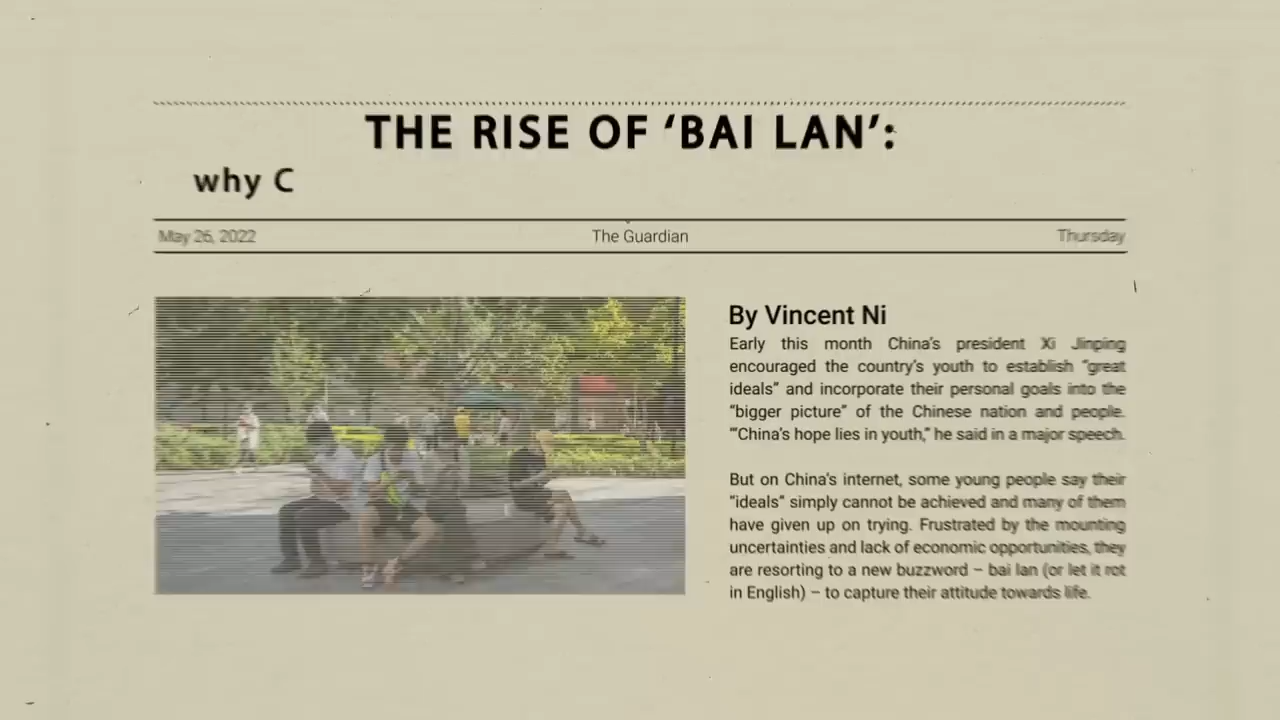 THE RISE OF ‘BAI LAN’:
why C
May 26, 2022
The Guardian
Thursday
By Vincent Ni
Early this month China’s president Xi Jinping
encouraged the country’s youth to establish “great
ideals” and incorporate their personal goals into the
“bigger picture” of the Chinese nation and people.
“‘China’s hope lies in youth,” he said in a major speech.
But on China’s internet, some young people say their
“ideals” simply cannot be achieved and many of them
have given up on trying. Frustrated by the mounting
uncertainties and lack of economic opportunities, they
are resorting to a new buzzword – bai lan (or let it rot
in English) – to capture their attitude towards life.